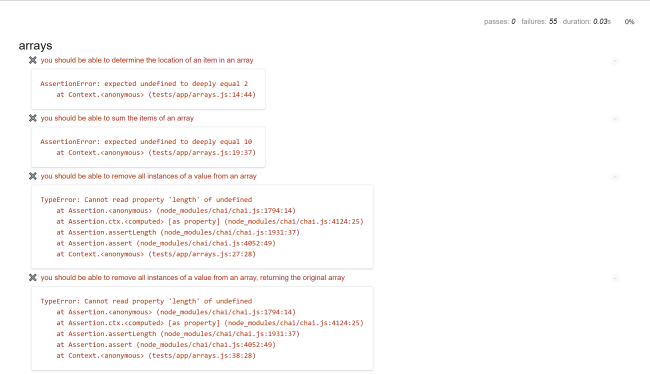 passes: 0 failures: 55 duration: 0.03s 0%
arrays
you should be able to determine the location of an item in an array
AssertionError: expected undefined to deeply equal 2
at Context.<anonymous> (tests/app/arrays.js:14:44)
you should be able to sum the items of an array
AssertionError: expected undefined to deeply equal 10
at Context.<anonymous> (tests/app/arrays.js:19:37)
you should be able to remove all instances of a value from an array
TypeError: Cannot read property 'length' of undefined
at Assertion.<anonymous> (node_modules/chai/chai.js:1794:14)
at Assertion.ctx.<computed> [as property] (node_modules/chai/chai.js:4124:25)
at Assertion.assertLength (node_modules/chai/chai.js:1931:37)
at Assertion.assert (node_modules/chai/chai.js:4052:49)
at Context.<anonymous> (tests/app/arrays.js:27:28)
you should be able to remove all instances of a value from an array, returning the original array
TypeError: Cannot read property 'length' of undefined
at Assertion.<anonymous> (node_modules/chai/chai.js:1794:14)
at Assertion.ctx.<computed> [as property] (node_modules/chai/chai.js:4124:25)
at Assertion.assertLength (node_modules/chai/chai.js:1931:37)
at Assertion.assert (node_modules/chai/chai.js:4052:49)
at Context.<anonymous> (tests/app/arrays.js:38:28)